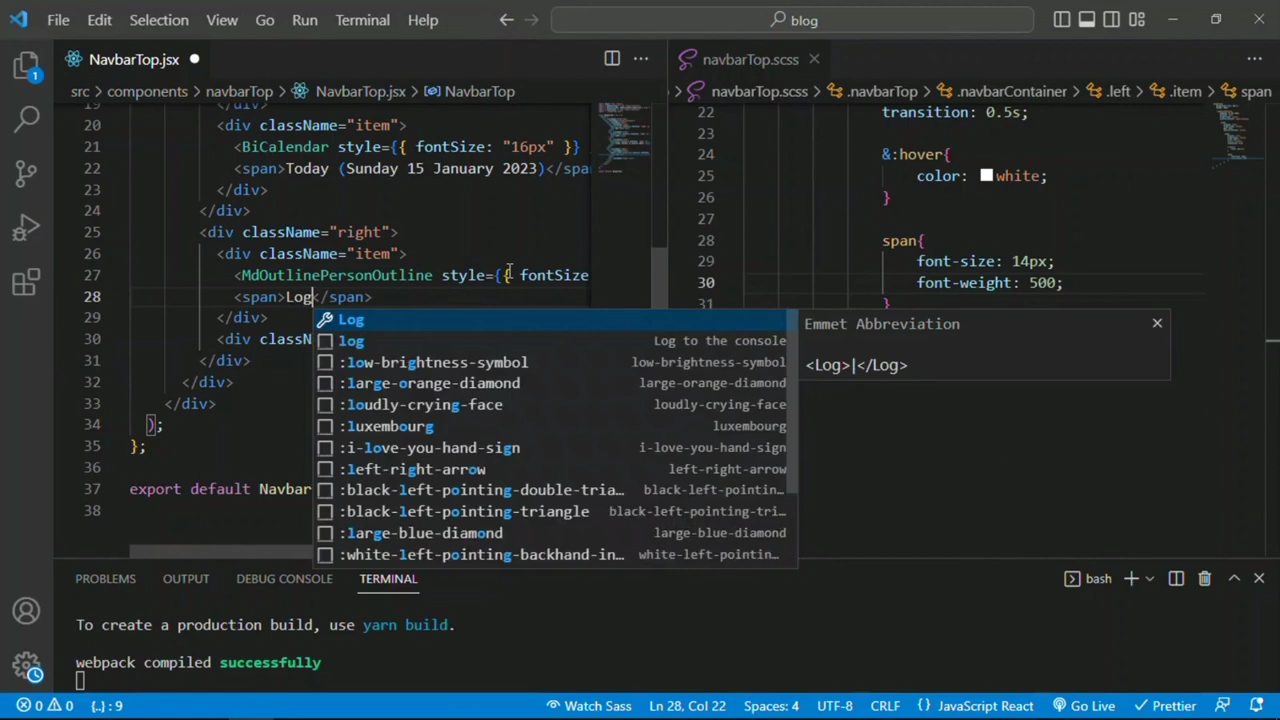 File Edit Selection View Go Run Terminal Help blog
NavbarTop.jsx
navbarTop.scss
1
src > components > navbarTop > NavbarTop.jsx > NavbarTop
> navbarTop.scss > .navbarTop > .navbarContainer > .left > .item > span
19 </div>
20 <div className="item">
21 <BiCalendar style={{ fontSize: "16px" }}
22 <span>Today (Sunday 15 January 2023)</spa
23 </div>
24 </div>
25 <div className="right">
26 <div className="item">
27 <MdOutlinePersonOutline style={{ fontSize
28 <span>Log</span>
29 </div>
30 <div classN
31 </div>
32 </div>
33 </div>
34 );
35 };
36
37 export default Navbar
38
22 transition: 0.5s;
23
24 &:hover{
25 color: white;
26 }
27
28 span{
29 font-size: 14px;
30 font-weight: 500;
31 }
Log
log Log to the console
:low-brightness-symbol low-brightness-symbol
:large-orange-diamond large-orange-diamond
:loudly-crying-face loudly-crying-face
:luxembourg luxembourg
:i-love-you-hand-sign i-love-you-hand-sign
:left-right-arrow left-right-arrow
:black-left-pointing-double-tria… black-left-pointin…
:black-left-pointing-triangle black-left-pointing-tri…
:large-blue-diamond large-blue-diamond
:white-left-pointing-backhand-in… white-left-pointin…
Emmet Abbreviation
<Log>|</Log>
PROBLEMS OUTPUT DEBUG CONSOLE TERMINAL bash
To create a production build, use yarn build.
webpack compiled successfully
0 0 {..} : 9 Watch Sass Ln 28, Col 22 Spaces: 4 UTF-8 CRLF { } JavaScript React Go Live Prettier